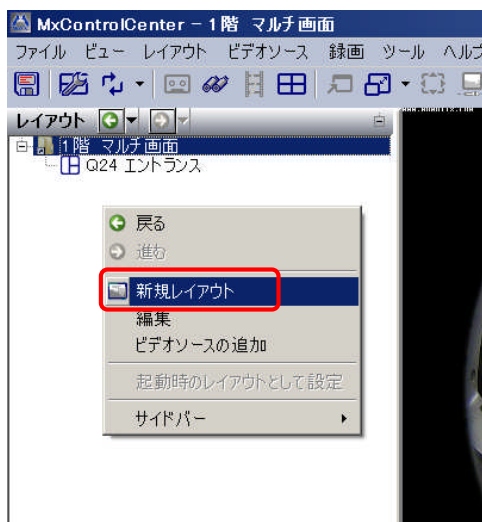 MxControlCenter - 1階 マルチ画面
ファイル ビュー レイアウト ビデオソース 録画 ツール
レイアウト
1階 マルチ画面
Q24 エントランス
戻る
進む
新規レイアウト
編集
ビデオソースの追加
起動時のレイアウトとして設定
サイドバー